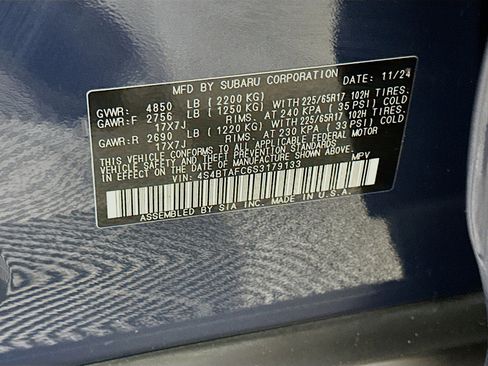 MFD BY SUBARU CORPORATION DATE: 11/24
GVWR: 4850 LB (2200 KG)
GAWR:F 2756 LB (1250 KG) WITH 225/65R17 102H TIRES.
17X7J RIMS. AT 240 KPA (35 PSI) COLD
GAWR:R 2690 LB (1220 KG) WITH 225/65R17 102H TIRES.
17X7J RIMS. AT 230 KPA (33 PSI) COLD
THIS VEHICLE CONFORMS TO ALL APPLICABLE FEDERAL MOTOR
VEHICLE SAFETY STANDARDS IN EFFECT ON THE
DATE OF MANUFACTURE SHOWN ABOVE.
VIN: 4S4BTAFC6S3179133 MPV
ASSEMBLED BY SIA INC. MADE IN U.S.A.